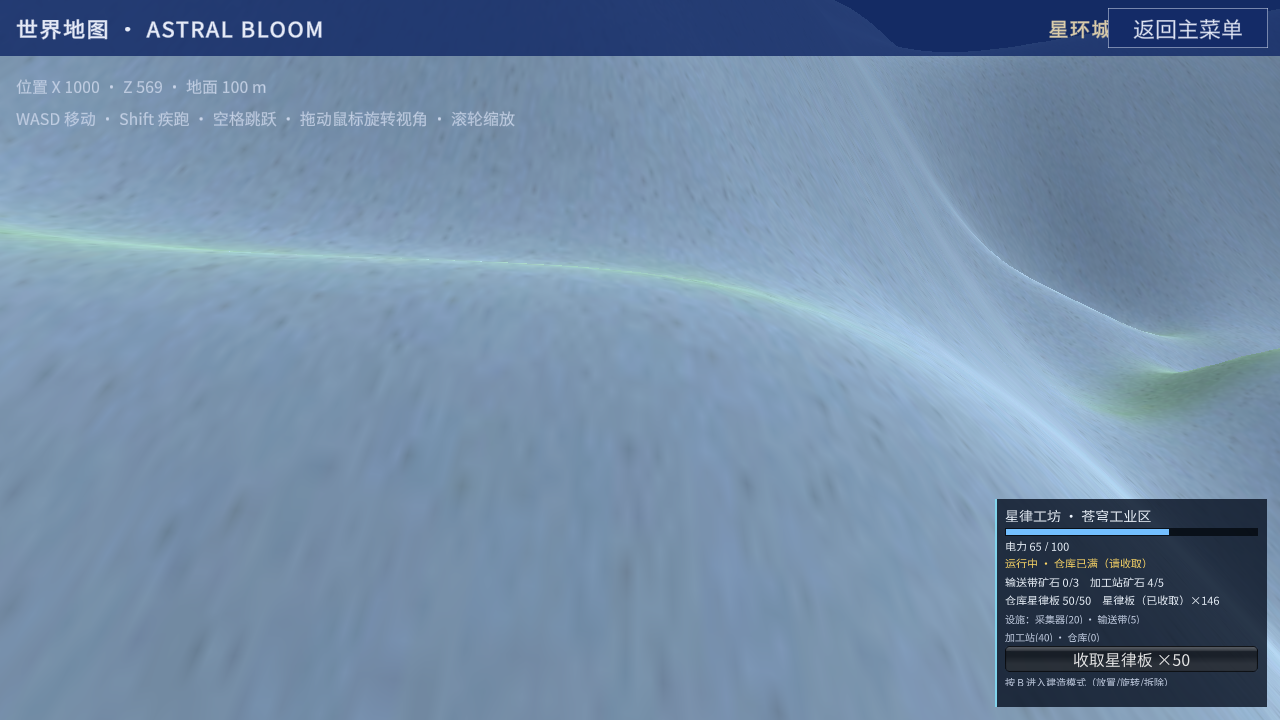 世界地图 · ASTRAL BLOOM
星环城
返回主菜单
位置 X 1000 · Z 569 · 地面 100 m
WASD 移动 · Shift 疾跑 · 空格跳跃 · 拖动鼠标旋转视角 · 滚轮缩放
星律工坊 · 苍穹工业区
电力 65 / 100
运行中 · 仓库已满（请收取）
输送带矿石 0/3 加工站矿石 4/5
仓库星律板 50/50 星律板（已收取）×146
设施：采集器(20) · 输送带(5)
加工站(40) · 仓库(0)
收取星律板 ×50
按 B 进入建造模式（放置/旋转/拆除）